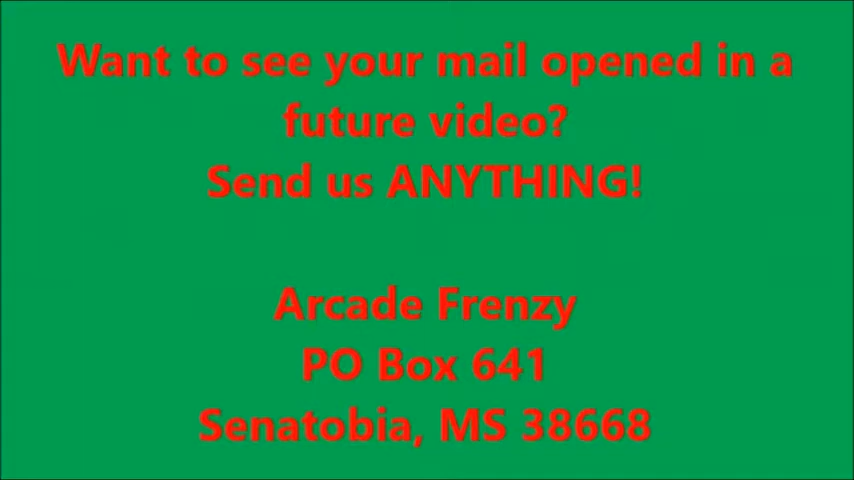 Want to see your mail opened in a
future video?
Send us ANYTHING!
Arcade Frenzy
PO Box 641
Senatobia, MS 38668